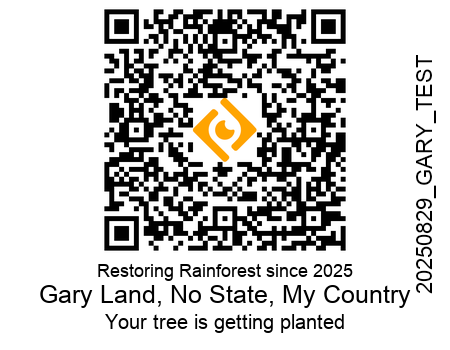 Restoring Rainforest since 2025
Gary Land, No State, My Country
Your tree is getting planted
20250829_GARY_TEST